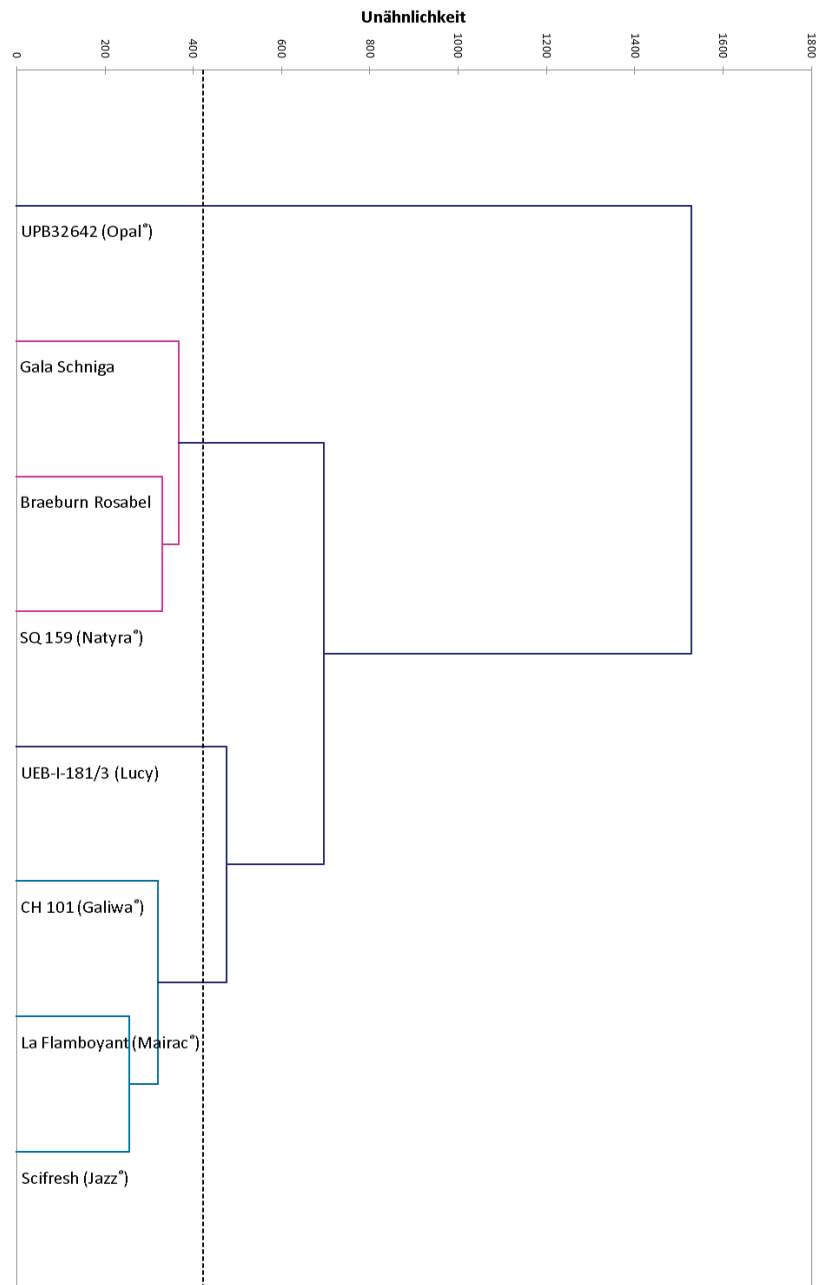 Unähnlichkeit
0 200 400 600 800 1000 1200 1400 1600 1800
UPB32642 (Opal®)
Gala Schniga
Braeburn Rosabel
SQ 159 (Natyra®)
UEB-I-181/3 (Lucy)
CH 101 (Galiwa®)
La Flamboyant (Mairac®)
Scifresh (Jazz®)